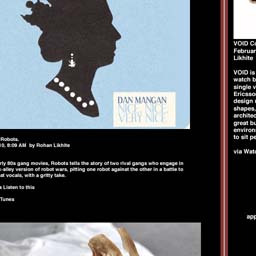 DAN MANGAN
NICE, NICE,
VERY NICE
Robots.
8:09 AM by Rohan Likhite
rly 80s gang movies, Robots tells the story of two rival gangs who engage in
-alley version of robot wars, pitting one robot against the other in a battle to
at vocals, with a gritty take.
Listen to this
iTunes
VOID Co
Februar
Likhite
VOID is
watch b
single v
Ericsso
design
shapes,
architec
great bu
environ
to sit pe
via Wat
app